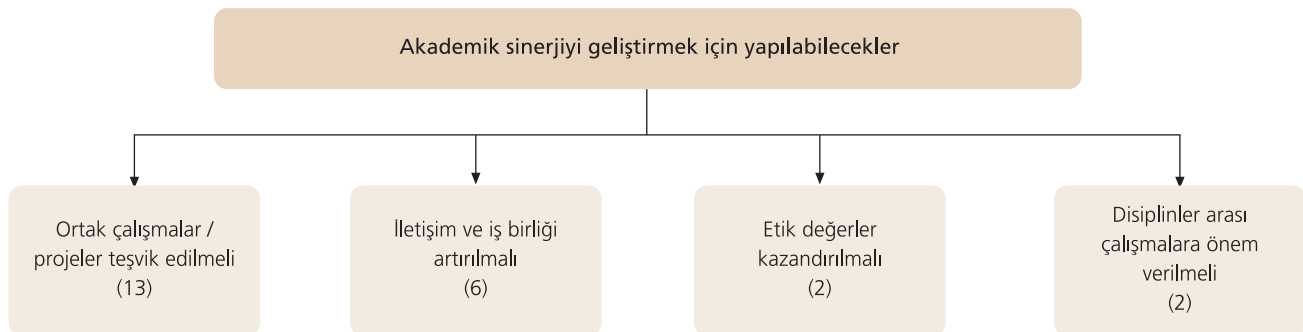 Akademik sinerjiyi geliştirmek için yapılabilecekler
Ortak çalışmalar /
projeler teşvik edilmeli
(13)
İletişim ve iş birliği
artırılmalı
(6)
Etik değerler
kazandırılmalı
(2)
Disiplinler arası
çalışmalara önem
verilmeli
(2)